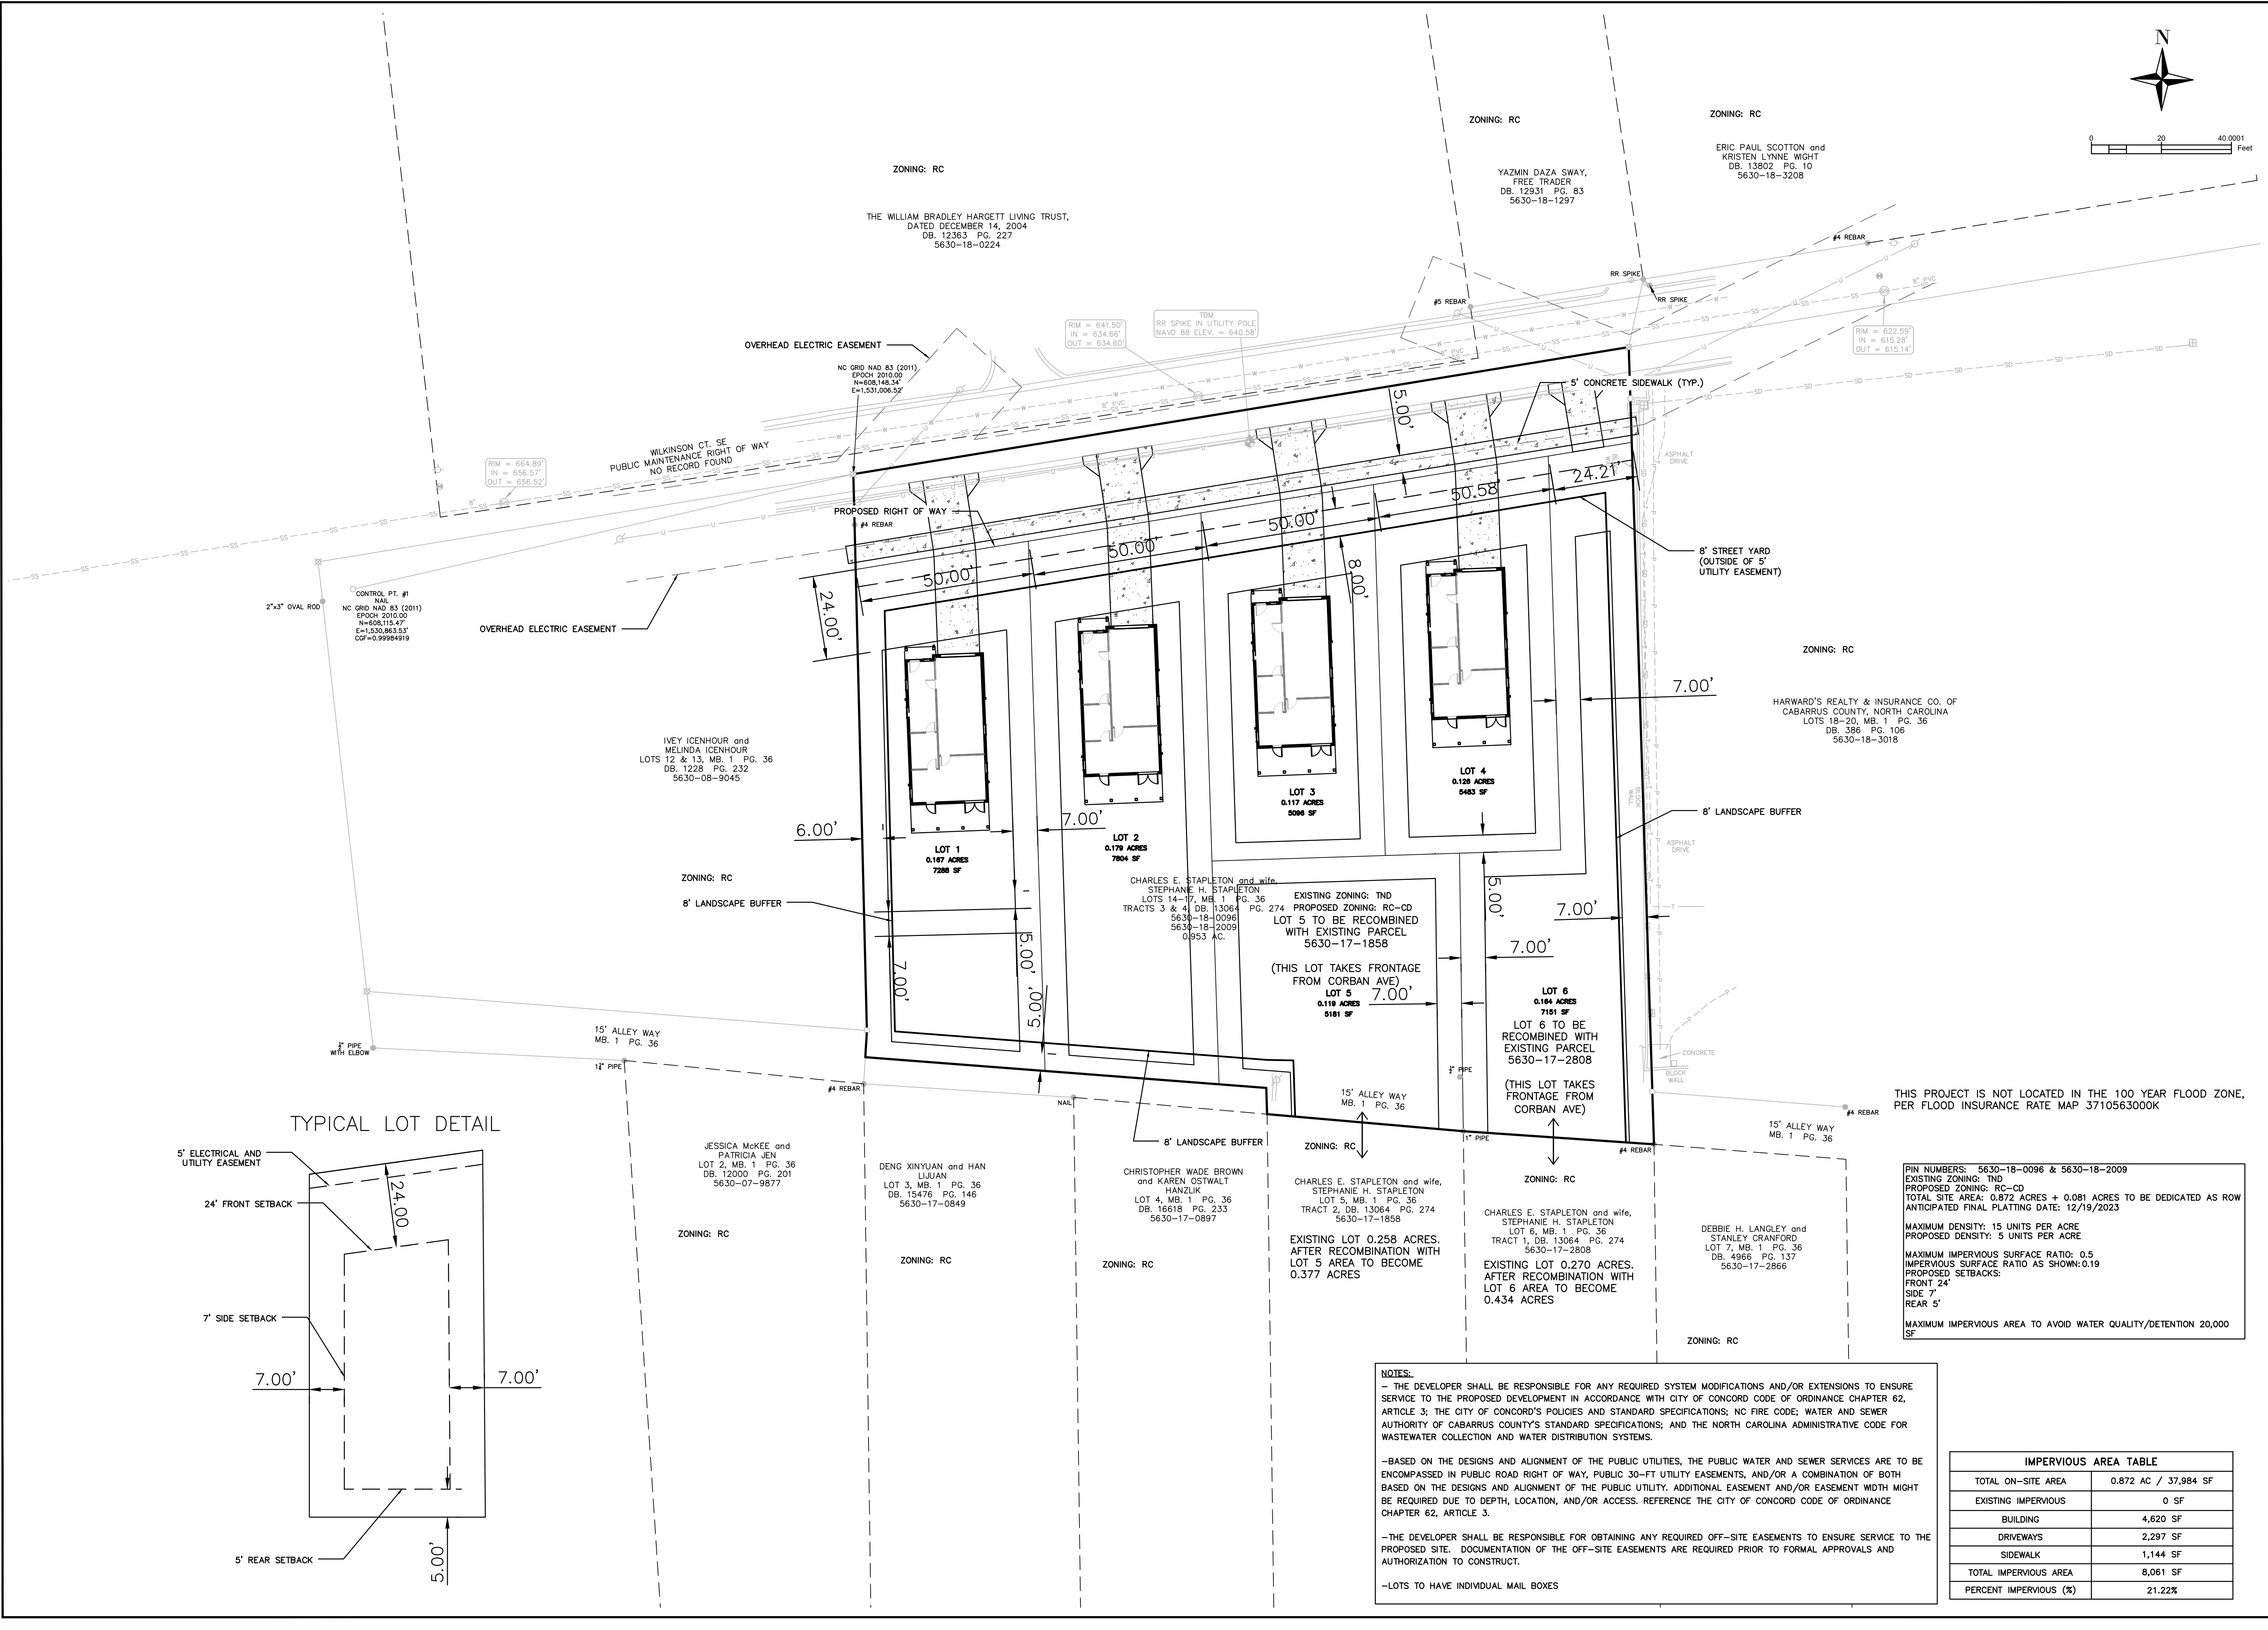 N
0 20 40.0001
Feet
ZONING: RC
ZONING: RC
ERIC PAUL SCOTTON and
KRISTEN LYNNE WIGHT
DB. 13802 PG. 10
5630-18-3208
YAZMIN DAZA SWAY,
FREE TRADER
DB. 12931 PG. 83
5630-18-1297
ZONING: RC
THE WILLIAM BRADLEY HARGETT LIVING TRUST,
DATED DECEMBER 14, 2004
DB. 12363 PG. 227
5630-18-0224
#4 REBAR
RR SPIKE
RR SPIKE
#5 REBAR
8" PVC
RIM = 641.50'
IN = 634.66'
OUT = 634.60'
TBM
RR SPIKE IN UTILITY POLE
NAVD 88 ELEV. = 640.58'
RIM = 622.59'
IN = 615.28'
OUT = 615.14'
OVERHEAD ELECTRIC EASEMENT
NC GRID NAD 83 (2011)
EPOCH 2010.00
N=608,148.34'
E=1,531,006.52'
8" PVC
8" PVC
5' CONCRETE SIDEWALK (TYP.)
5.00'
WILKINSON CT. SE
PUBLIC MAINTENANCE RIGHT OF WAY
NO RECORD FOUND
RIM = 664.89'
IN = 656.57'
OUT = 656.52'
8"
ASPHALT
DRIVE
PROPOSED RIGHT OF WAY
#4 REBAR
50.00'
50.00'
50.00'
50.58'
24.21'
8' STREET YARD
(OUTSIDE OF 5'
UTILITY EASEMENT)
24.00'
8.00'
2"x3" OVAL ROD
CONTROL PT. #1
NAIL
NC GRID NAD 83 (2011)
EPOCH 2010.00
N=608,115.47'
E=1,530,863.53'
CGF=0.99984919
OVERHEAD ELECTRIC EASEMENT
ZONING: RC
7.00'
HARWARD'S REALTY & INSURANCE CO. OF
CABARRUS COUNTY, NORTH CAROLINA
LOTS 18-20, MB. 1 PG. 36
DB. 386 PG. 106
5630-18-3018
IVEY ICENHOUR and
MELINDA ICENHOUR
LOTS 12 & 13, MB. 1 PG. 36
DB. 1228 PG. 232
5630-08-9045
LOT 4
0.126 ACRES
5483 SF
LOT 3
0.117 ACRES
5096 SF
BLOCK
WALL
8' LANDSCAPE BUFFER
6.00'
7.00'
LOT 2
0.179 ACRES
7804 SF
LOT 1
0.167 ACRES
7288 SF
ASPHALT
DRIVE
ZONING: RC
8' LANDSCAPE BUFFER
CHARLES E. STAPLETON and wife,
STEPHANIE H. STAPLETON
LOTS 14-17, MB. 1 PG. 36
TRACTS 3 & 4, DB. 13064 PG. 274
5630-18-0096
5630-18-2009
0.953 AC.
EXISTING ZONING: TND
PROPOSED ZONING: RC-CD
LOT 5 TO BE RECOMBINED
WITH EXISTING PARCEL
5630-17-1858
(THIS LOT TAKES FRONTAGE
FROM CORBAN AVE)
LOT 5
0.119 ACRES
5181 SF
5.00'
7.00'
7.00'
7.00'
5.00'
7.00'
5.00'
LOT 6
0.164 ACRES
7151 SF
LOT 6 TO BE
RECOMBINED WITH
EXISTING PARCEL
5630-17-2808
(THIS LOT TAKES
FRONTAGE FROM
CORBAN AVE)
15' ALLEY WAY
MB. 1 PG. 36
PIPE
WITH ELBOW
PIPE
#4 REBAR
NAIL
PIPE
15' ALLEY WAY
MB. 1 PG. 36
CONCRETE
BLOCK
WALL
#4 REBAR
15' ALLEY WAY
MB. 1 PG. 36
THIS PROJECT IS NOT LOCATED IN THE 100 YEAR FLOOD ZONE,
PER FLOOD INSURANCE RATE MAP 3710563000K
8' LANDSCAPE BUFFER
1" PIPE
#4 REBAR
TYPICAL LOT DETAIL
5' ELECTRICAL AND
UTILITY EASEMENT
24' FRONT SETBACK
24.00
7' SIDE SETBACK
7.00'
7.00'
5' REAR SETBACK
5.00'
JESSICA McKEE and
PATRICIA JEN
LOT 2, MB. 1 PG. 36
DB. 12000 PG. 201
5630-07-9877
ZONING: RC
DENG XINYUAN and HAN
LIJUAN
LOT 3, MB. 1 PG. 36
DB. 15476 PG. 146
5630-17-0849
ZONING: RC
CHRISTOPHER WADE BROWN
and KAREN OSTWALT
HANZLIK
LOT 4, MB. 1 PG. 36
DB. 16618 PG. 233
5630-17-0897
ZONING: RC
ZONING: RC
CHARLES E. STAPLETON and wife,
STEPHANIE H. STAPLETON
LOT 5, MB. 1 PG. 36
TRACT 2, DB. 13064 PG. 274
5630-17-1858
EXISTING LOT 0.258 ACRES.
AFTER RECOMBINATION WITH
LOT 5 AREA TO BECOME
0.377 ACRES
ZONING: RC
CHARLES E. STAPLETON and wife,
STEPHANIE H. STAPLETON
LOT 6, MB. 1 PG. 36
TRACT 1, DB. 13064 PG. 274
5630-17-2808
EXISTING LOT 0.270 ACRES.
AFTER RECOMBINATION WITH
LOT 6 AREA TO BECOME
0.434 ACRES
DEBBIE H. LANGLEY and
STANLEY CRANFORD
LOT 7, MB. 1 PG. 36
DB. 4966 PG. 137
5630-17-2866
ZONING: RC
PIN NUMBERS: 5630-18-0096 & 5630-18-2009
EXISTING ZONING: TND
PROPOSED ZONING: RC-CD
TOTAL SITE AREA: 0.872 ACRES + 0.081 ACRES TO BE DEDICATED AS ROW
ANTICIPATED FINAL PLATTING DATE: 12/19/2023
MAXIMUM DENSITY: 15 UNITS PER ACRE
PROPOSED DENSITY: 5 UNITS PER ACRE
MAXIMUM IMPERVIOUS SURFACE RATIO: 0.5
IMPERVIOUS SURFACE RATIO AS SHOWN: 0.19
PROPOSED SETBACKS:
FRONT 24'
SIDE 7'
REAR 5'
MAXIMUM IMPERVIOUS AREA TO AVOID WATER QUALITY/DETENTION 20,000
SF
NOTES:
- THE DEVELOPER SHALL BE RESPONSIBLE FOR ANY REQUIRED SYSTEM MODIFICATIONS AND/OR EXTENSIONS TO ENSURE
SERVICE TO THE PROPOSED DEVELOPMENT IN ACCORDANCE WITH CITY OF CONCORD CODE OF ORDINANCE CHAPTER 62,
ARTICLE 3; THE CITY OF CONCORD'S POLICIES AND STANDARD SPECIFICATIONS; NC FIRE CODE; WATER AND SEWER
AUTHORITY OF CABARRUS COUNTY'S STANDARD SPECIFICATIONS; AND THE NORTH CAROLINA ADMINISTRATIVE CODE FOR
WASTEWATER COLLECTION AND WATER DISTRIBUTION SYSTEMS.
-BASED ON THE DESIGNS AND ALIGNMENT OF THE PUBLIC UTILITIES, THE PUBLIC WATER AND SEWER SERVICES ARE TO BE
ENCOMPASSED IN PUBLIC ROAD RIGHT OF WAY, PUBLIC 30-FT UTILITY EASEMENTS, AND/OR A COMBINATION OF BOTH
BASED ON THE DESIGNS AND ALIGNMENT OF THE PUBLIC UTILITY. ADDITIONAL EASEMENT AND/OR EASEMENT WIDTH MIGHT
BE REQUIRED DUE TO DEPTH, LOCATION, AND/OR ACCESS. REFERENCE THE CITY OF CONCORD CODE OF ORDINANCE
CHAPTER 62, ARTICLE 3.
-THE DEVELOPER SHALL BE RESPONSIBLE FOR OBTAINING ANY REQUIRED OFF-SITE EASEMENTS TO ENSURE SERVICE TO THE
PROPOSED SITE. DOCUMENTATION OF THE OFF-SITE EASEMENTS ARE REQUIRED PRIOR TO FORMAL APPROVALS AND
AUTHORIZATION TO CONSTRUCT.
-LOTS TO HAVE INDIVIDUAL MAIL BOXES
IMPERVIOUS AREA TABLE
TOTAL ON-SITE AREA 0.872 AC / 37,984 SF
EXISTING IMPERVIOUS 0 SF
BUILDING 4,620 SF
DRIVEWAYS 2,297 SF
SIDEWALK 1,144 SF
TOTAL IMPERVIOUS AREA 8,061 SF
PERCENT IMPERVIOUS (%) 21.22%